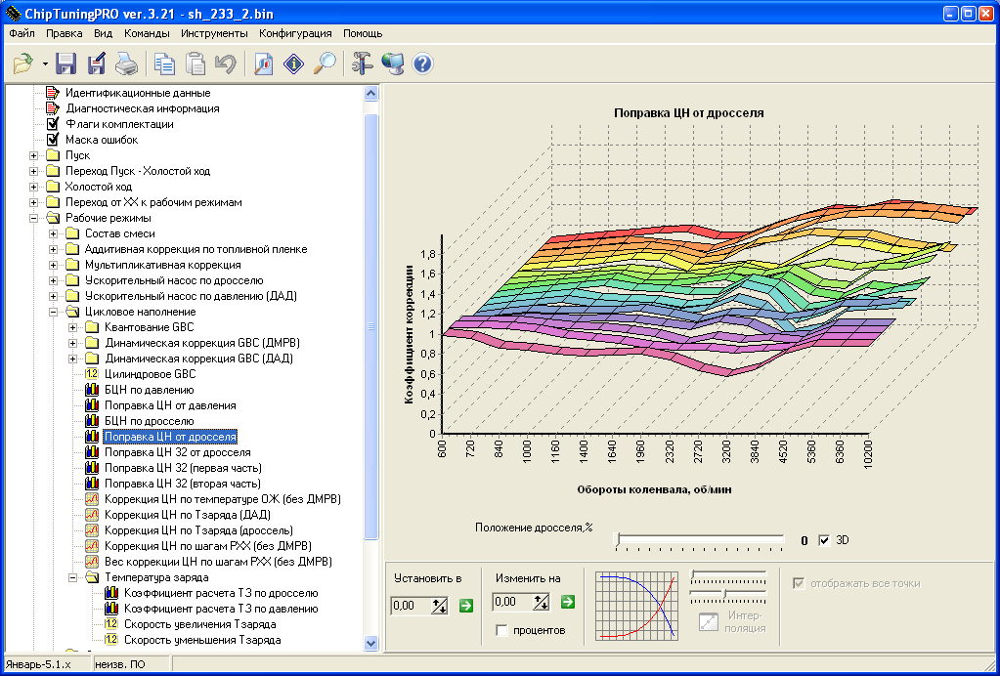 ChipTuningPRO ver.3.21 - sh_233_2.bin
Файл Правка Вид Команды Инструменты Конфигурация Помощь
Идентификационные данные
Диагностическая информация
Флаги комплектации
Маска ошибок
Пуск
Переход Пуск - Холостой ход
Холостой ход
Переход от ХХ к рабочим режимам
Рабочие режимы
Состав смеси
Аддитивная коррекция по топливной пленке
Мультипликативная коррекция
Ускорительный насос по дросселю
Ускорительный насос по давлению (ДАД)
Цикловое наполнение
Квантование GBC
Динамическая коррекция GBC (ДМРВ)
Динамическая коррекция GBC (ДАД)
Цилиндровое GBC
БЦН по давлению
Поправка ЦН от давления
БЦН по дросселю
Поправка ЦН от дросселя
Поправка ЦН 32 от дросселя
Поправка ЦН 32 (первая часть)
Поправка ЦН 32 (вторая часть)
Коррекция ЦН по температуре ОЖ (без ДМРВ)
Коррекция ЦН по Тзаряда (ДАД)
Коррекция ЦН по Тзаряда (дроссель)
Коррекция ЦН по шагам РХХ (без ДМРВ)
Вес коррекции ЦН по шагам РХХ (без ДМРВ)
Температура заряда
Коэффициент расчета ТЗ по дросселю
Коэффициент расчета ТЗ по давлению
Скорость увеличения Тзаряда
Скорость уменьшения Тзаряда
Поправка ЦН от дросселя
Коэффициент коррекции
1,8
1,6
1,4
1,2
1
0,8
0,6
0,4
0,2
0
600 720 840 1000 1160 1400 1640 1960 2320 2720 3200 3840 4520 5360 6360 10200
Обороты коленвала, об/мин
Положение дросселя,% 0 3D
Установить в
0,00
Изменить на
0,00
процентов
Интер-
поляция
отображать все точки
Январь-5.1.x неизв. ПО